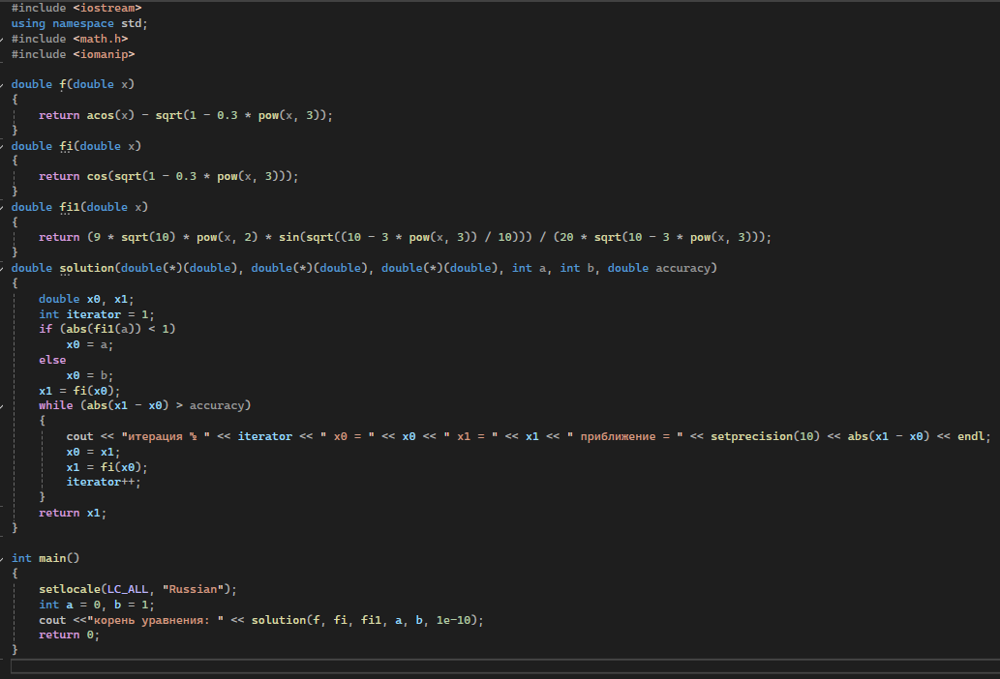 #include <iostream>
using namespace std;
#include <math.h>
#include <iomanip>
double f(double x)
{
return acos(x) - sqrt(1 - 0.3 * pow(x, 3));
}
double fi(double x)
{
return cos(sqrt(1 - 0.3 * pow(x, 3)));
}
double fi1(double x)
{
return (9 * sqrt(10) * pow(x, 2) * sin(sqrt((10 - 3 * pow(x, 3)) / 10))) / (20 * sqrt(10 - 3 * pow(x, 3)));
}
double solution(double(*)(double), double(*)(double), double(*)(double), int a, int b, double accuracy)
{
double x0, x1;
int iterator = 1;
if (abs(fi1(a)) < 1)
x0 = a;
else
x0 = b;
x1 = fi(x0);
while (abs(x1 - x0) > accuracy)
{
cout << "итерация № " << iterator << " x0 = " << x0 << " x1 = " << x1 << " приближение = " << setprecision(10) << abs(x1 - x0) << endl;
x0 = x1;
x1 = fi(x0);
iterator++;
}
return x1;
}
int main()
{
setlocale(LC_ALL, "Russian");
int a = 0, b = 1;
cout <<"корень уравнения: " << solution(f, fi, fi1, a, b, 1e-10);
return 0;
}